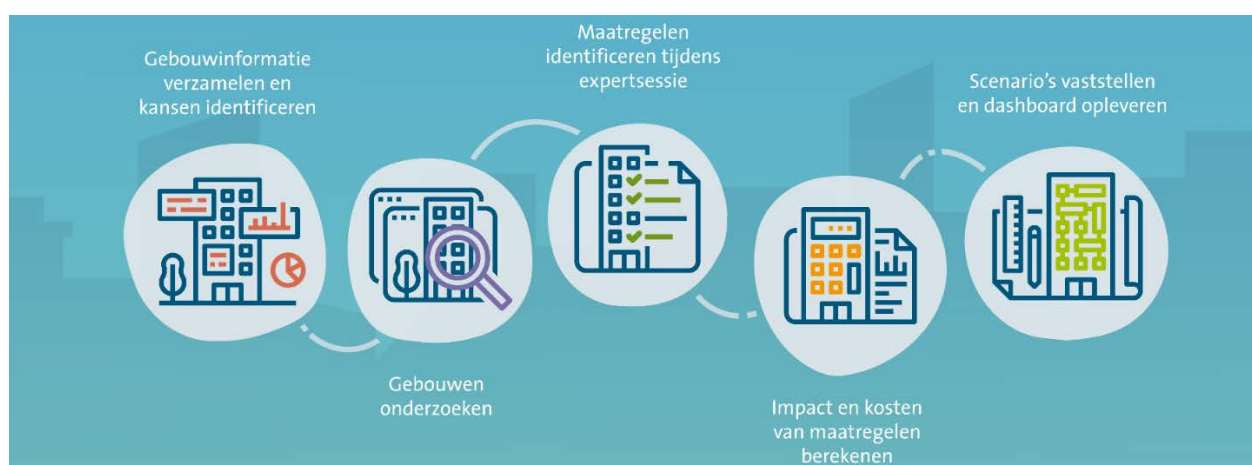 Gebouwinformatie
verzamelen en
kansen identificeren
Gebouwen
onderzoeken
Maatregelen
identificeren tijdens
expertsessie
Impact en kosten
van maatregelen
berekenen
Scenario's vaststellen
en dashboard opleveren